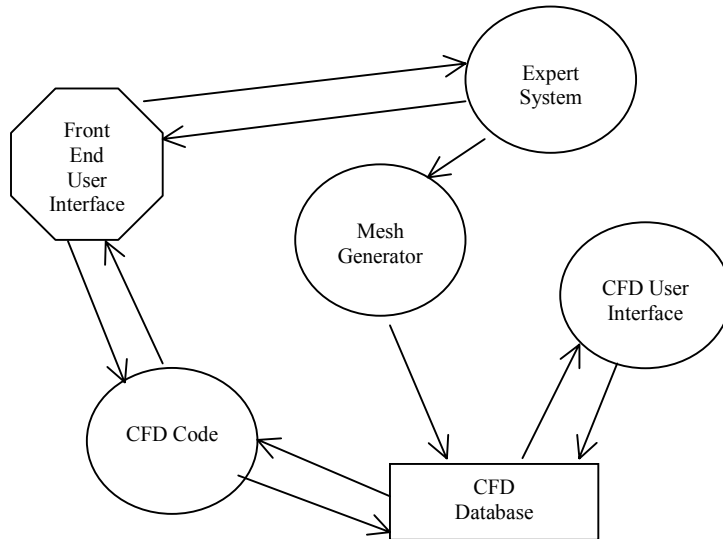 Expert
System
Front
End
User
Interface
Mesh
Generator
CFD User
Interface
CFD Code
CFD
Database